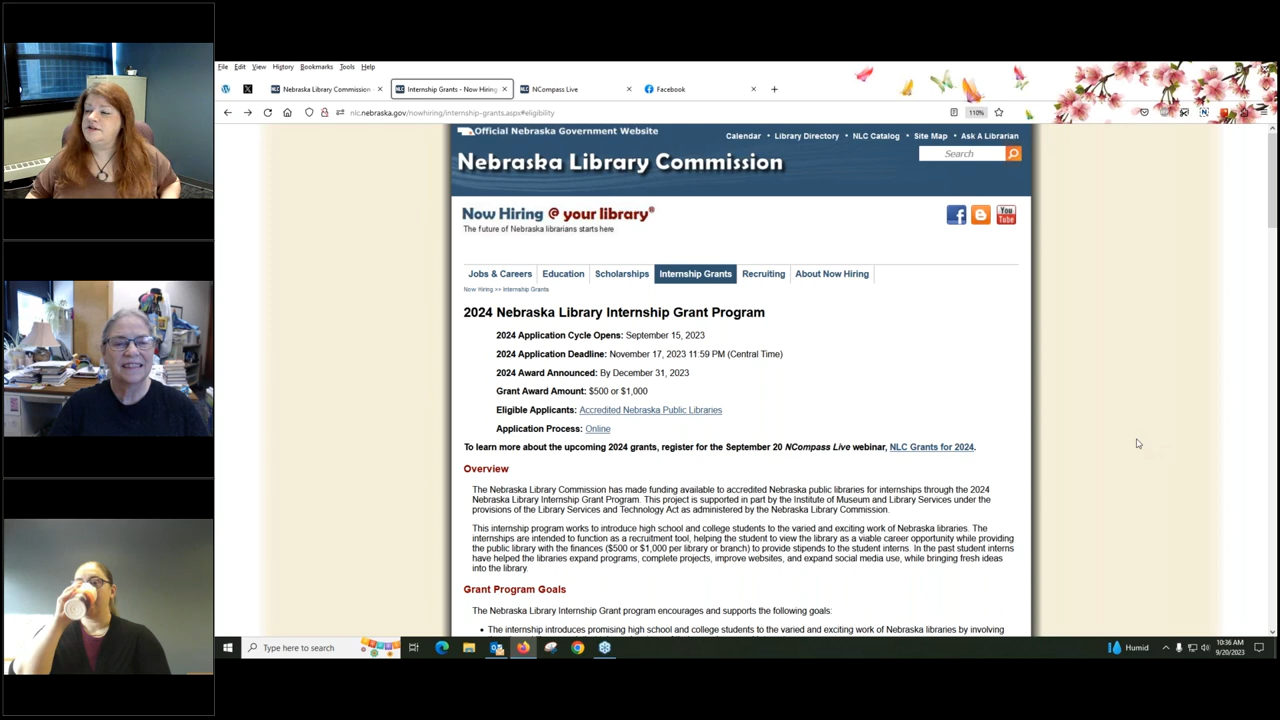 File Edit View History Bookmarks Tools Help
Nebraska Library Commission
Internship Grants - Now Hiring
NCompass Live
Facebook
nlc.nebraska.gov/nowhiring/internship-grants.aspx#eligibility
110%
Official Nebraska Government Website
Calendar • Library Directory • NLC Catalog • Site Map • Ask A Librarian
Nebraska Library Commission
Search
Now Hiring @ your library®
The future of Nebraska librarians starts here
You Tube
Jobs & Careers Education Scholarships Internship Grants Recruiting About Now Hiring
Now Hiring >> Internship Grants
2024 Nebraska Library Internship Grant Program
2024 Application Cycle Opens: September 15, 2023
2024 Application Deadline: November 17, 2023 11:59 PM (Central Time)
2024 Award Announced: By December 31, 2023
Grant Award Amount: $500 or $1,000
Eligible Applicants: Accredited Nebraska Public Libraries
Application Process: Online
To learn more about the upcoming 2024 grants, register for the September 20 NCompass Live webinar, NLC Grants for 2024.
Overview
The Nebraska Library Commission has made funding available to accredited Nebraska public libraries for internships through the 2024
Nebraska Library Internship Grant Program. This project is supported in part by the Institute of Museum and Library Services under the
provisions of the Library Services and Technology Act as administered by the Nebraska Library Commission.
This internship program works to introduce high school and college students to the varied and exciting work of Nebraska libraries. The
internships are intended to function as a recruitment tool, helping the student to view the library as a viable career opportunity while providing
the public library with the finances ($500 or $1,000 per library or branch) to provide stipends to the student interns. In the past student interns
have helped the libraries expand programs, complete projects, improve websites, and expand social media use, while bringing fresh ideas
into the library.
Grant Program Goals
The Nebraska Library Internship Grant program encourages and supports the following goals:
• The internship introduces promising high school and college students to the varied and exciting work of Nebraska libraries by involving
Type here to search
Humid
10:36 AM
9/20/2023